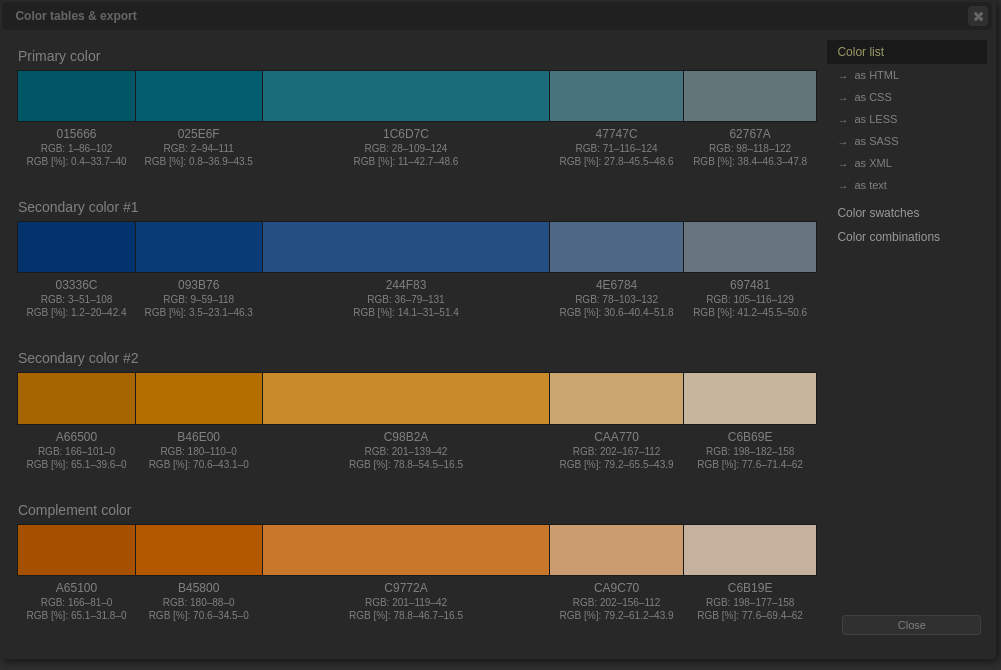 Color tables & export
Primary color
015666 025E6F 1C6D7C 47747C 62767A
RGB: 1–86–102 RGB: 2–94–111 RGB: 28–109–124 RGB: 71–116–124 RGB: 98–118–122
RGB [%]: 0.4–33.7–40 RGB [%]: 0.8–36.9–43.5 RGB [%]: 11–42.7–48.6 RGB [%]: 27.8–45.5–48.6 RGB [%]: 38.4–46.3–47.8
Secondary color #1
03336C 093B76 244F83 4E6784 697481
RGB: 3–51–108 RGB: 9–59–118 RGB: 36–79–131 RGB: 78–103–132 RGB: 105–116–129
RGB [%]: 1.2–20–42.4 RGB [%]: 3.5–23.1–46.3 RGB [%]: 14.1–31–51.4 RGB [%]: 30.6–40.4–51.8 RGB [%]: 41.2–45.5–50.6
Secondary color #2
A66500 B46E00 C98B2A CAA770 C6B69E
RGB: 166–101–0 RGB: 180–110–0 RGB: 201–139–42 RGB: 202–167–112 RGB: 198–182–158
RGB [%]: 65.1–39.6–0 RGB [%]: 70.6–43.1–0 RGB [%]: 78.8–54.5–16.5 RGB [%]: 79.2–65.5–43.9 RGB [%]: 77.6–71.4–62
Complement color
A65100 B45800 C9772A CA9C70 C6B19E
RGB: 166–81–0 RGB: 180–88–0 RGB: 201–119–42 RGB: 202–156–112 RGB: 198–177–158
RGB [%]: 65.1–31.8–0 RGB [%]: 70.6–34.5–0 RGB [%]: 78.8–46.7–16.5 RGB [%]: 79.2–61.2–43.9 RGB [%]: 77.6–69.4–62
Color list
→ as HTML
→ as CSS
→ as LESS
→ as SASS
→ as XML
→ as text
Color swatches
Color combinations
Close